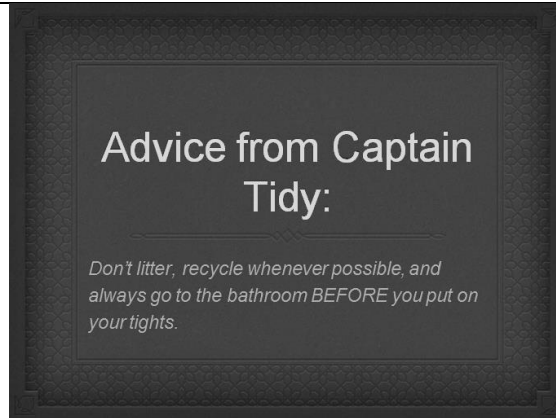 Advice from Captain
Tidy:
Don't litter, recycle whenever possible, and
always go to the bathroom BEFORE you put on
your tights.